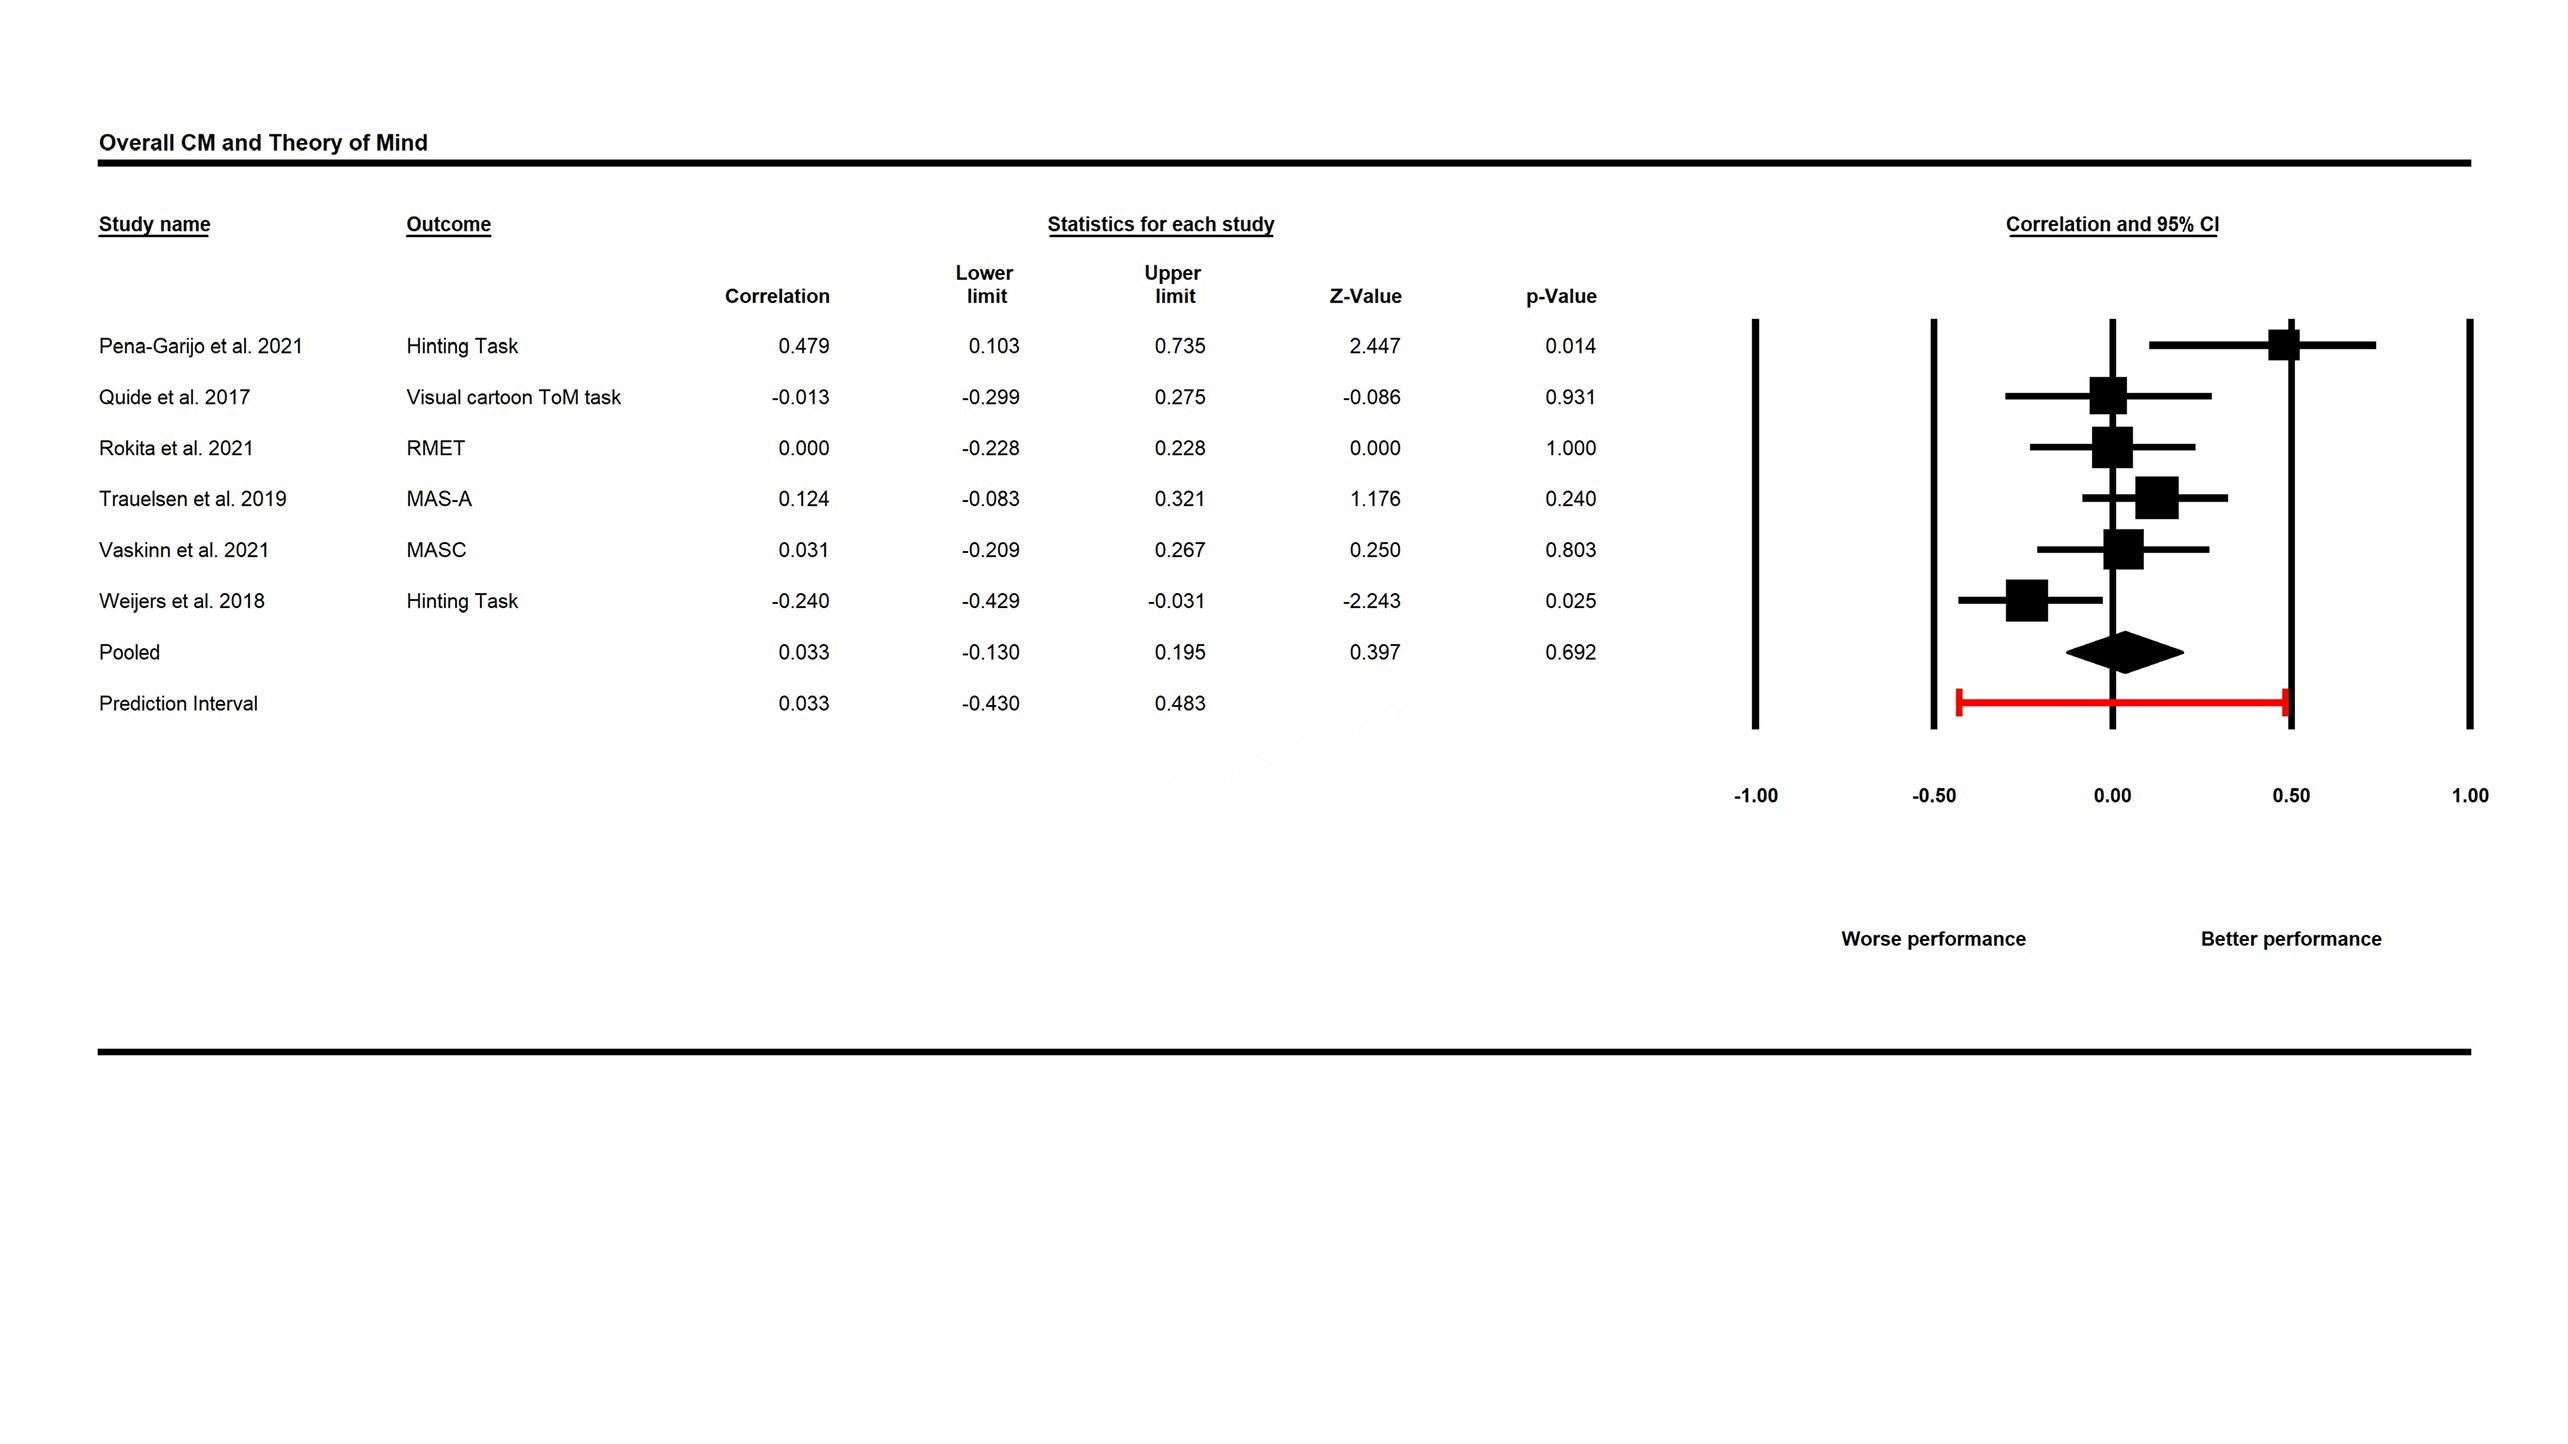 Overall CM and Theory of Mind
Study name Outcome Statistics for each study Correlation and 95% CI
Lower Upper
Correlation limit limit Z-Value p-Value
Pena-Garijo et al. 2021 Hinting Task 0.479 0.103 0.735 2.447 0.014
Quide et al. 2017 Visual cartoon ToM task -0.013 -0.299 0.275 -0.086 0.931
Rokita et al. 2021 RMET 0.000 -0.228 0.228 0.000 1.000
Trauelsen et al. 2019 MAS-A 0.124 -0.083 0.321 1.176 0.240
Vaskinn et al. 2021 MASC 0.031 -0.209 0.267 0.250 0.803
Weijers et al. 2018 Hinting Task -0.240 -0.429 -0.031 -2.243 0.025
Pooled 0.033 -0.130 0.195 0.397 0.692
Prediction Interval 0.033 -0.430 0.483
-1.00 -0.50 0.00 0.50 1.00
Worse performance Better performance